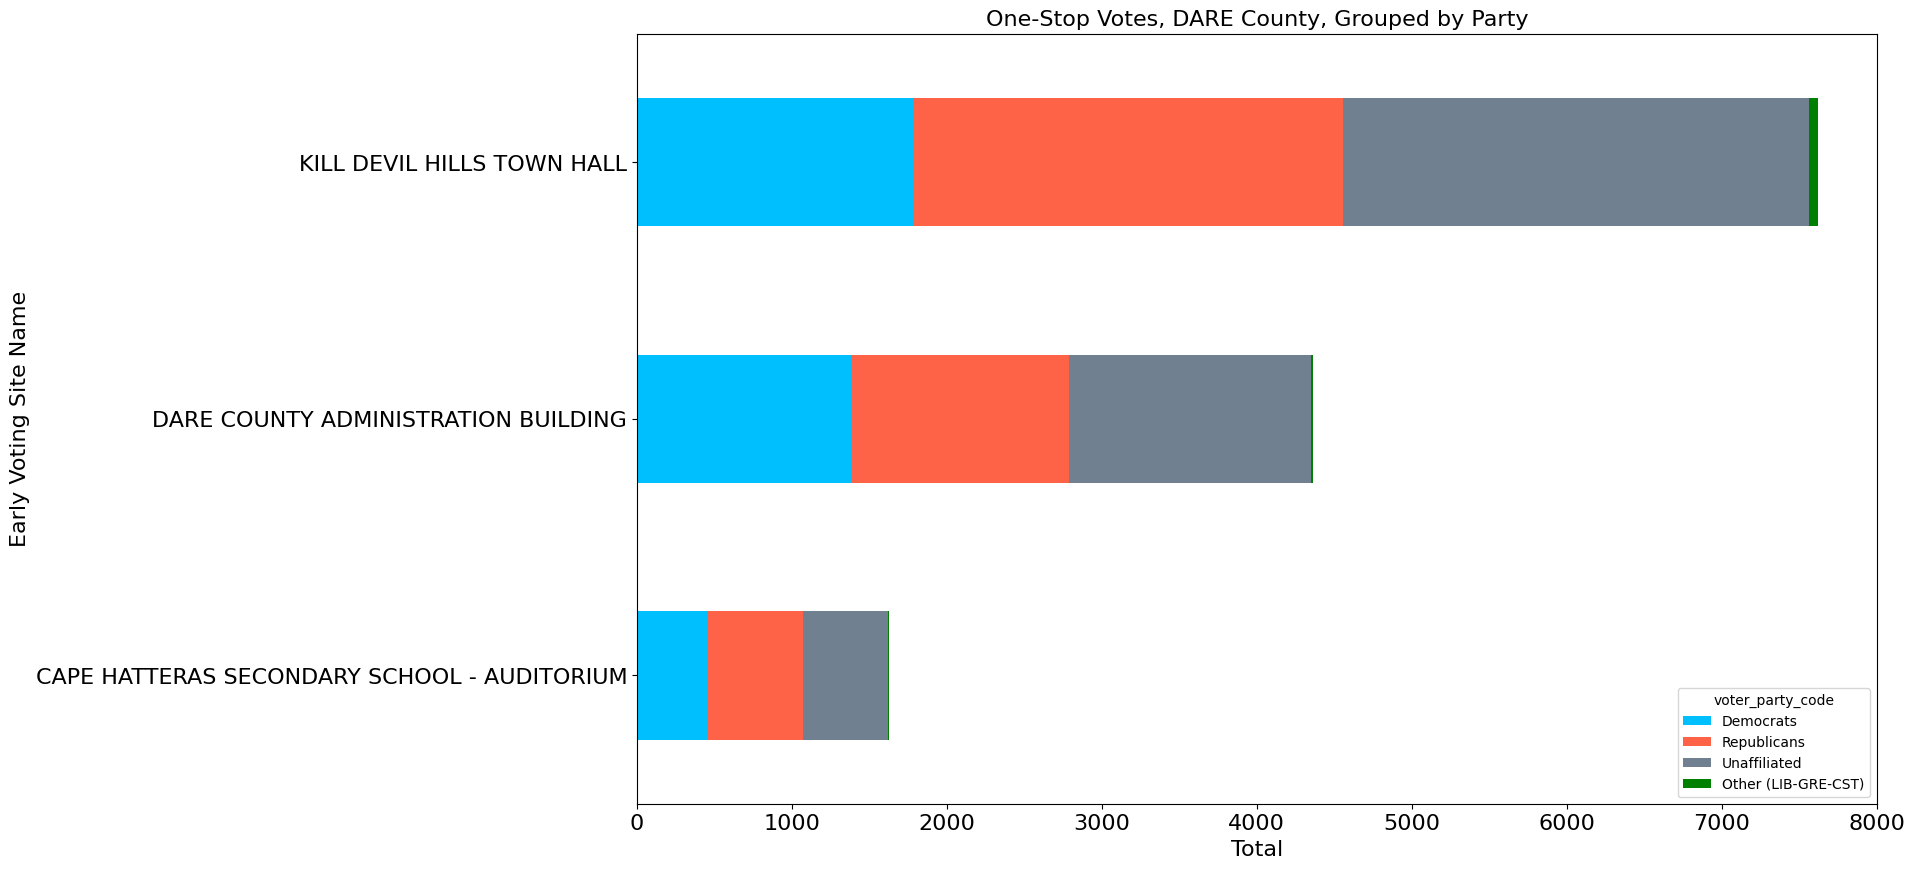 One-Stop Votes, DARE County, Grouped by Party
Early Voting Site Name
KILL DEVIL HILLS TOWN HALL
DARE COUNTY ADMINISTRATION BUILDING
CAPE HATTERAS SECONDARY SCHOOL - AUDITORIUM
voter_party_code
Democrats
Republicans
Unaffiliated
Other (LIB-GRE-CST)
0 1000 2000 3000 4000 5000 6000 7000 8000
Total